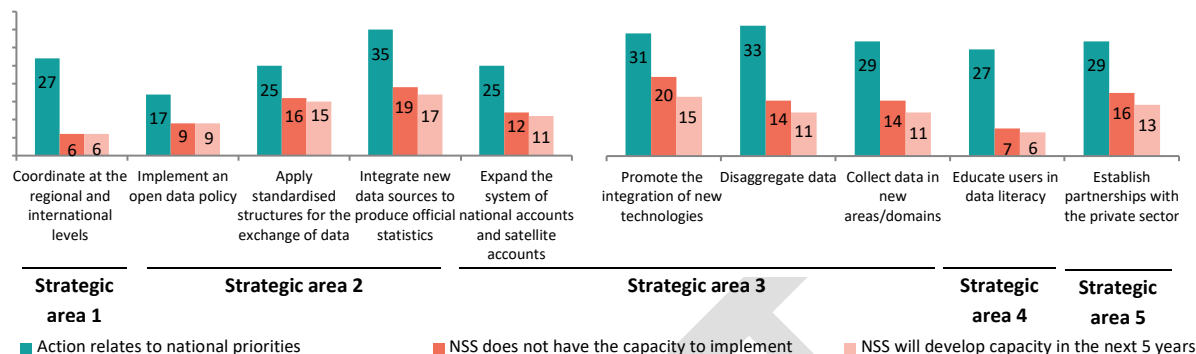 27 6 6 17 9 9 25 16 15 35 19 17 25 12 11 31 20 15 33 14 11 29 14 11 27 7 6 29 16 13
Coordinate at the regional and international levels
Implement an open data policy
Apply standardised structures for the exchange of data
Integrate new data sources to produce official statistics
Expand the system of national accounts and satellite accounts
Promote the integration of new technologies
Disaggregate data
Collect data in new areas/domains
Educate users in data literacy
Establish partnerships with the private sector
Strategic area 1
Strategic area 2
Strategic area 3
Strategic area 4
Strategic area 5
Action relates to national priorities
NSS does not have the capacity to implement
NSS will develop capacity in the next 5 years